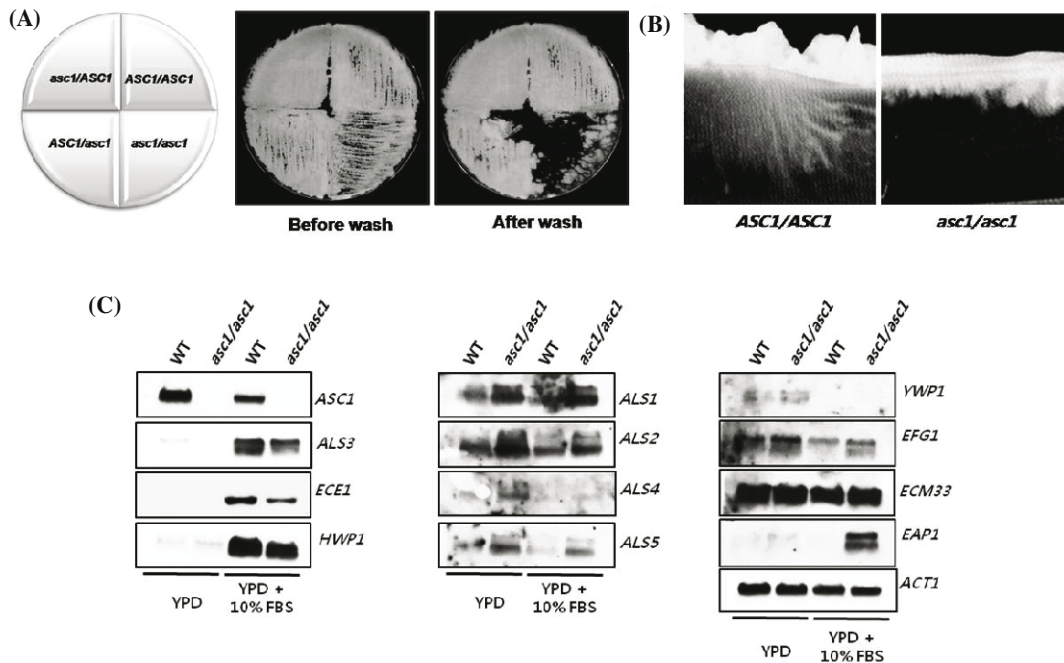 (A)
asc1/ASC1
ASC1/ASC1
ASC1/asc1
asc1/asc1
Before wash
After wash
(B)
ASC1/ASC1
asc1/asc1
(C)
WT
asc1/asc1
WT
asc1/asc1
ASC1
ALS3
ECE1
HWP1
YPD
YPD +
10% FBS
WT
asc1/asc1
WT
asc1/asc1
ALS1
ALS2
ALS4
ALS5
YPD
YPD +
10% FBS
WT
asc1/asc1
WT
asc1/asc1
YWP1
EFG1
ECM33
EAP1
ACT1
YPD
YPD +
10% FBS